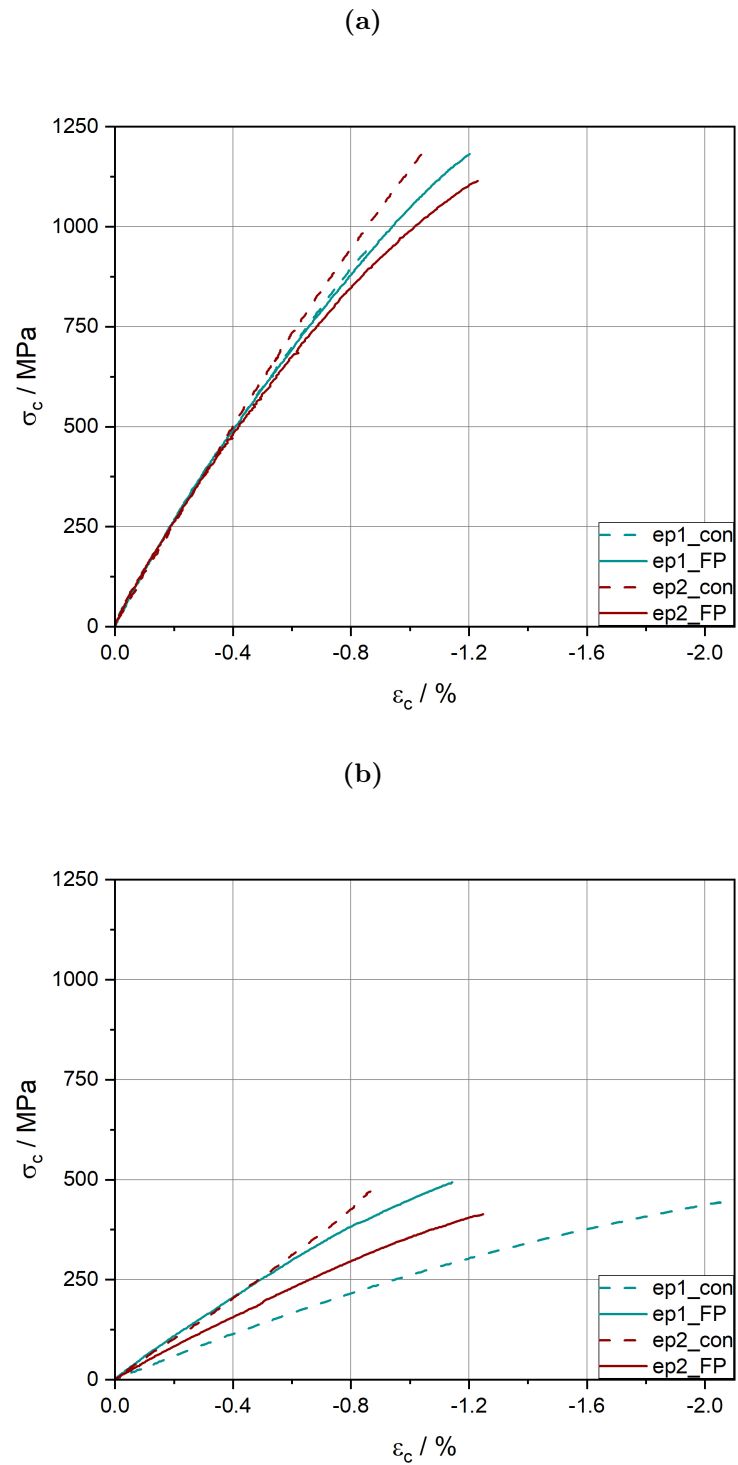 (a)
1250
1000
750
500
250
0
σc / MPa
0.0 -0.4 -0.8 -1.2 -1.6 -2.0
εc / %
ep1_con
ep1_FP
ep2_con
ep2_FP
(b)
1250
1000
750
500
250
0
σc / MPa
0.0 -0.4 -0.8 -1.2 -1.6 -2.0
εc / %
ep1_con
ep1_FP
ep2_con
ep2_FP